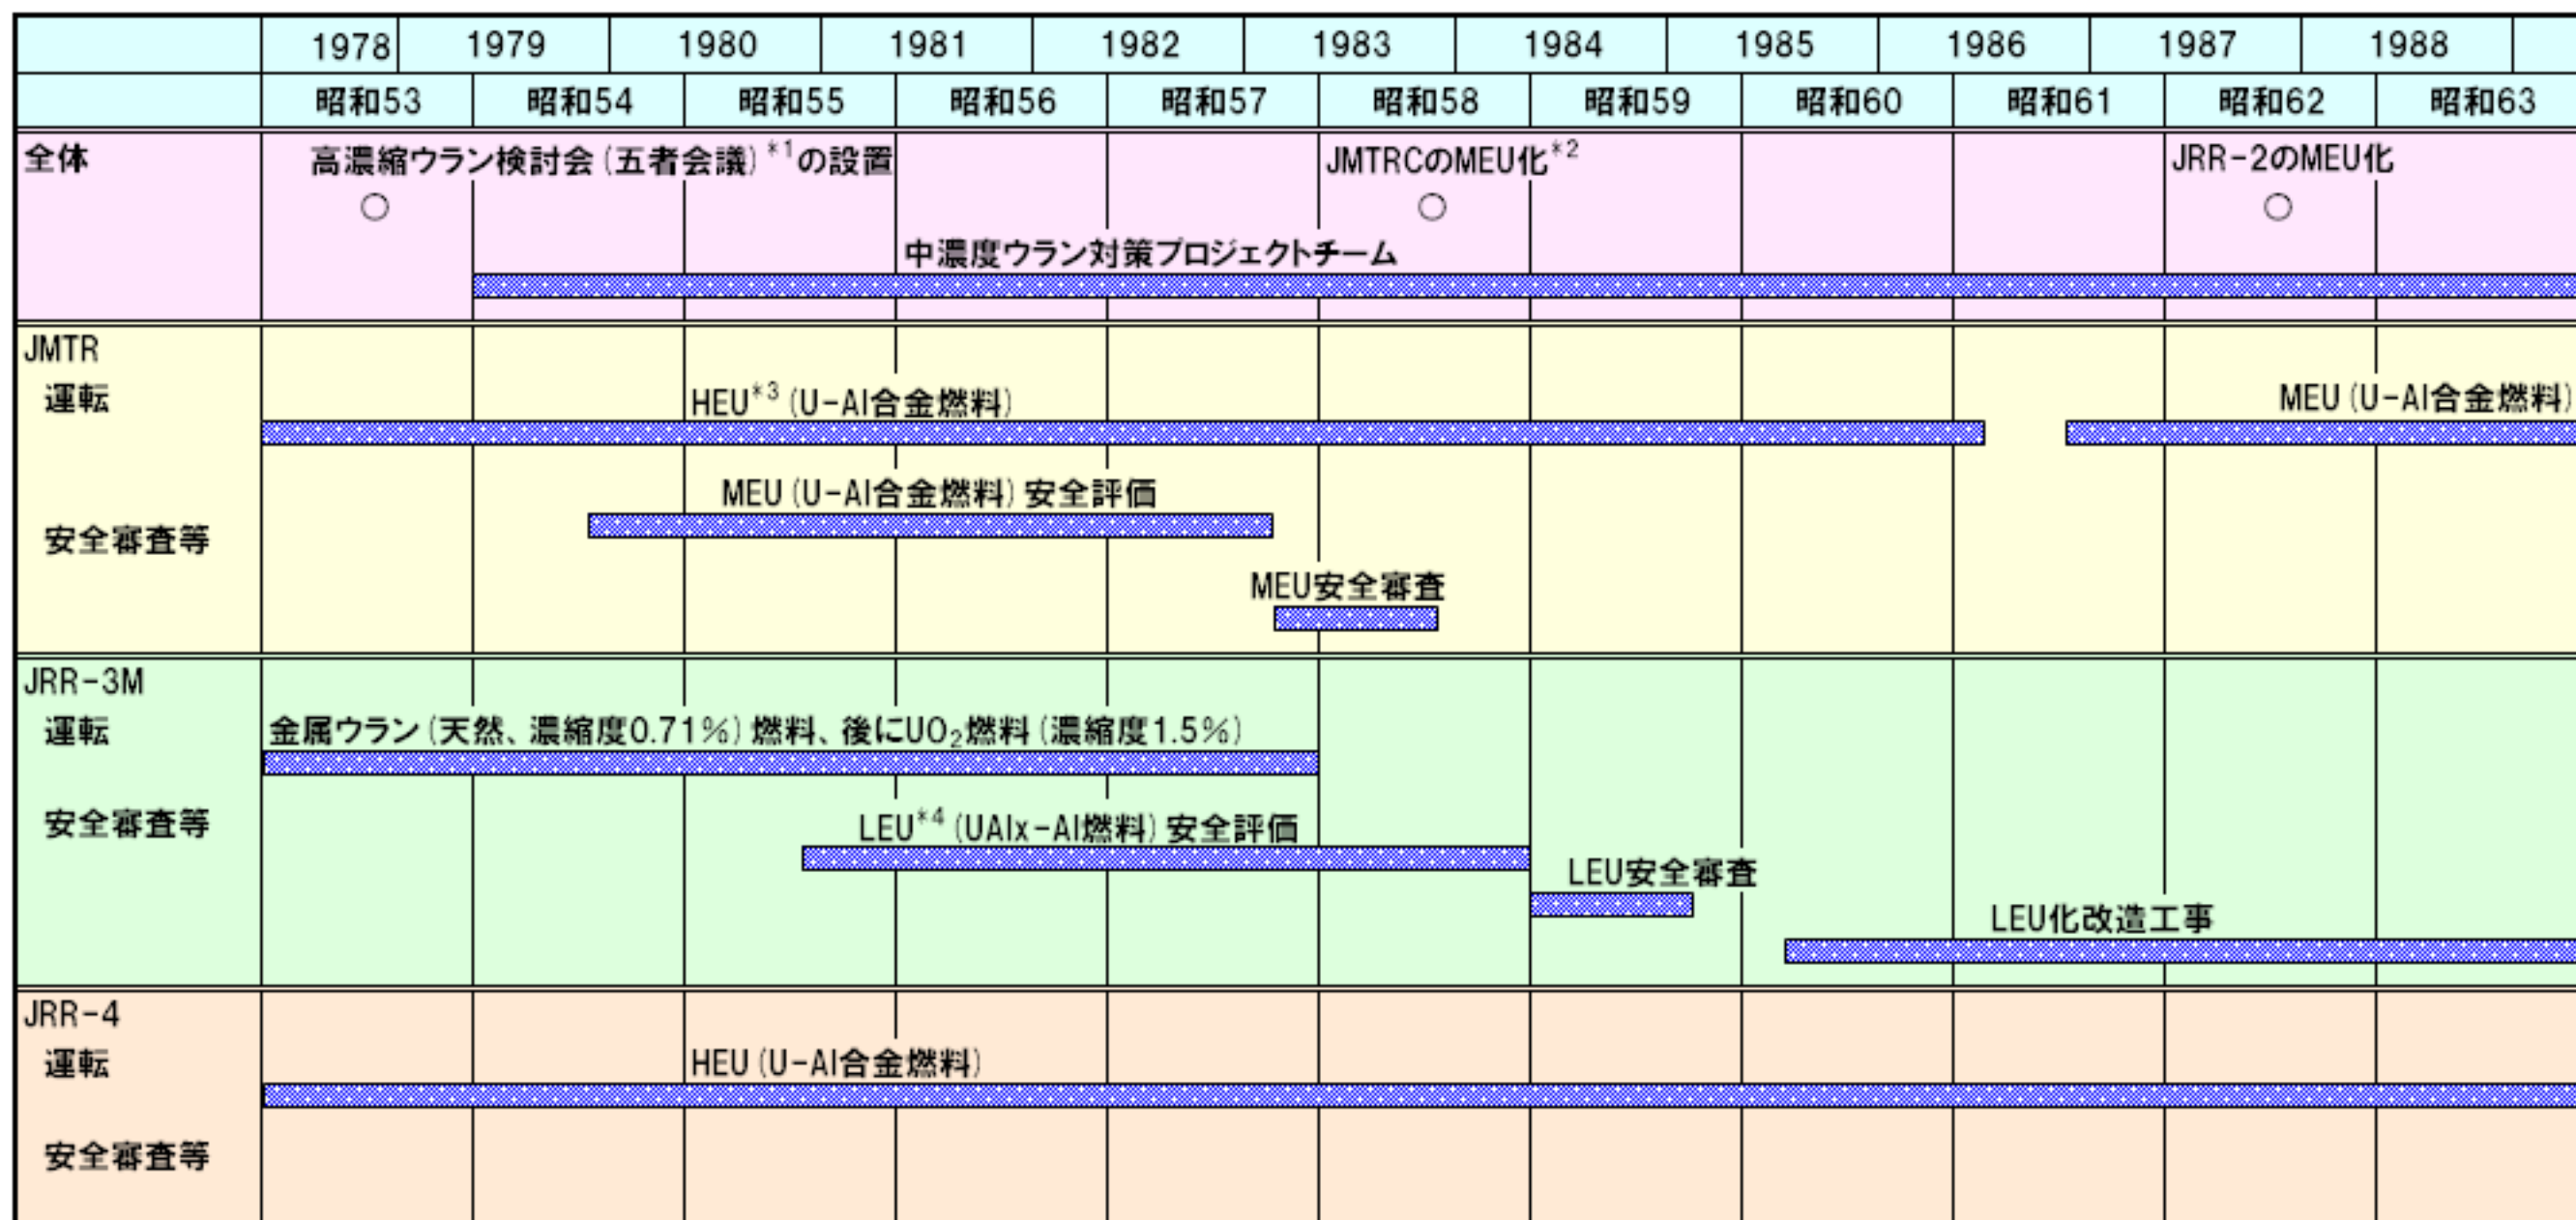 1978 1979 1980 1981 1982 1983 1984 1985 1986 1987 1988
昭和53 昭和54 昭和55 昭和56 昭和57 昭和58 昭和59 昭和60 昭和61 昭和62 昭和63
全体 高濃縮ウラン検討会(五者会議)*1の設置 JMTRCのMEU化*2 JRR-2のMEU化
○ ○ ○
中濃度ウラン対策プロジェクトチーム
JMTR
運転 HEU*3(U-Al合金燃料) MEU(U-Al合金燃料)
MEU(U-Al合金燃料)安全評価
安全審査等
MEU安全審査
JRR-3M
運転 金属ウラン(天然、濃縮度0.71%)燃料、後にUO₂燃料(濃縮度1.5%)
安全審査等 LEU*4(UAlx-Al燃料)安全評価
LEU安全審査
LEU化改造工事
JRR-4
運転 HEU(U-Al合金燃料)
安全審査等